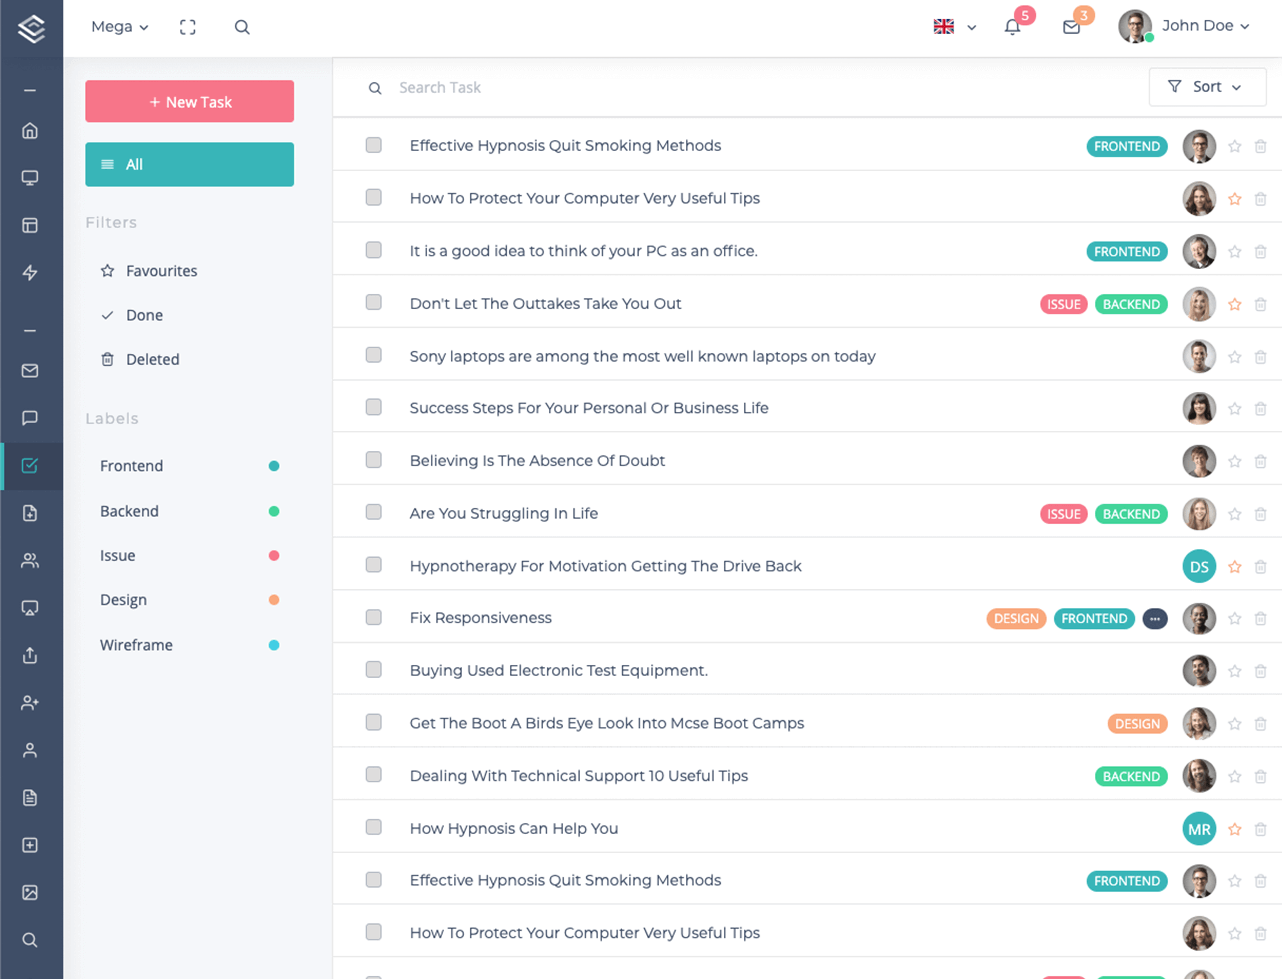 Mega
5
3
John Doe
+ New Task
Search Task
Sort
All
Effective Hypnosis Quit Smoking Methods FRONTEND
How To Protect Your Computer Very Useful Tips
Filters
It is a good idea to think of your PC as an office. FRONTEND
Favourites
Don't Let The Outtakes Take You Out ISSUE BACKEND
Done
Sony laptops are among the most well known laptops on today
Deleted
Success Steps For Your Personal Or Business Life
Labels
Believing Is The Absence Of Doubt
Frontend
Are You Struggling In Life ISSUE BACKEND
Backend
Issue
Hypnotherapy For Motivation Getting The Drive Back DS
Design
Fix Responsiveness DESIGN FRONTEND ···
Wireframe
Buying Used Electronic Test Equipment.
Get The Boot A Birds Eye Look Into Mcse Boot Camps DESIGN
Dealing With Technical Support 10 Useful Tips BACKEND
How Hypnosis Can Help You MR
Effective Hypnosis Quit Smoking Methods FRONTEND
How To Protect Your Computer Very Useful Tips